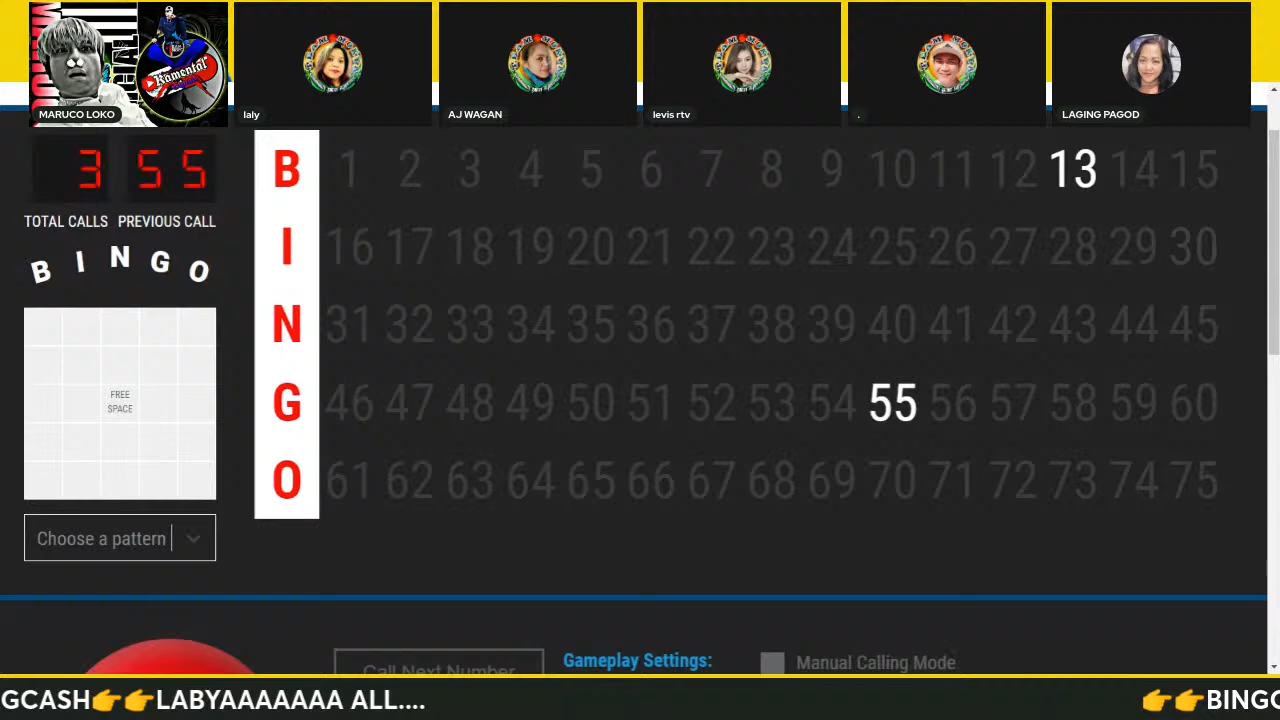 Ramental
MARUCO LOKO
laly
AJ WAGAN
levis rtv
.
LAGING PAGOD
3 55
TOTAL CALLS PREVIOUS CALL
BINGO
FREE
SPACE
Choose a pattern
B 1 2 3 4 5 6 7 8 9 10 11 12 13 14 15
I 16 17 18 19 20 21 22 23 24 25 26 27 28 29 30
N 31 32 33 34 35 36 37 38 39 40 41 42 43 44 45
G 46 47 48 49 50 51 52 53 54 55 56 57 58 59 60
O 61 62 63 64 65 66 67 68 69 70 71 72 73 74 75
Call Next Number
Gameplay Settings:
Manual Calling Mode
GCASH👉👉LABYAAAAAAA ALL.... 👉👉BINGO